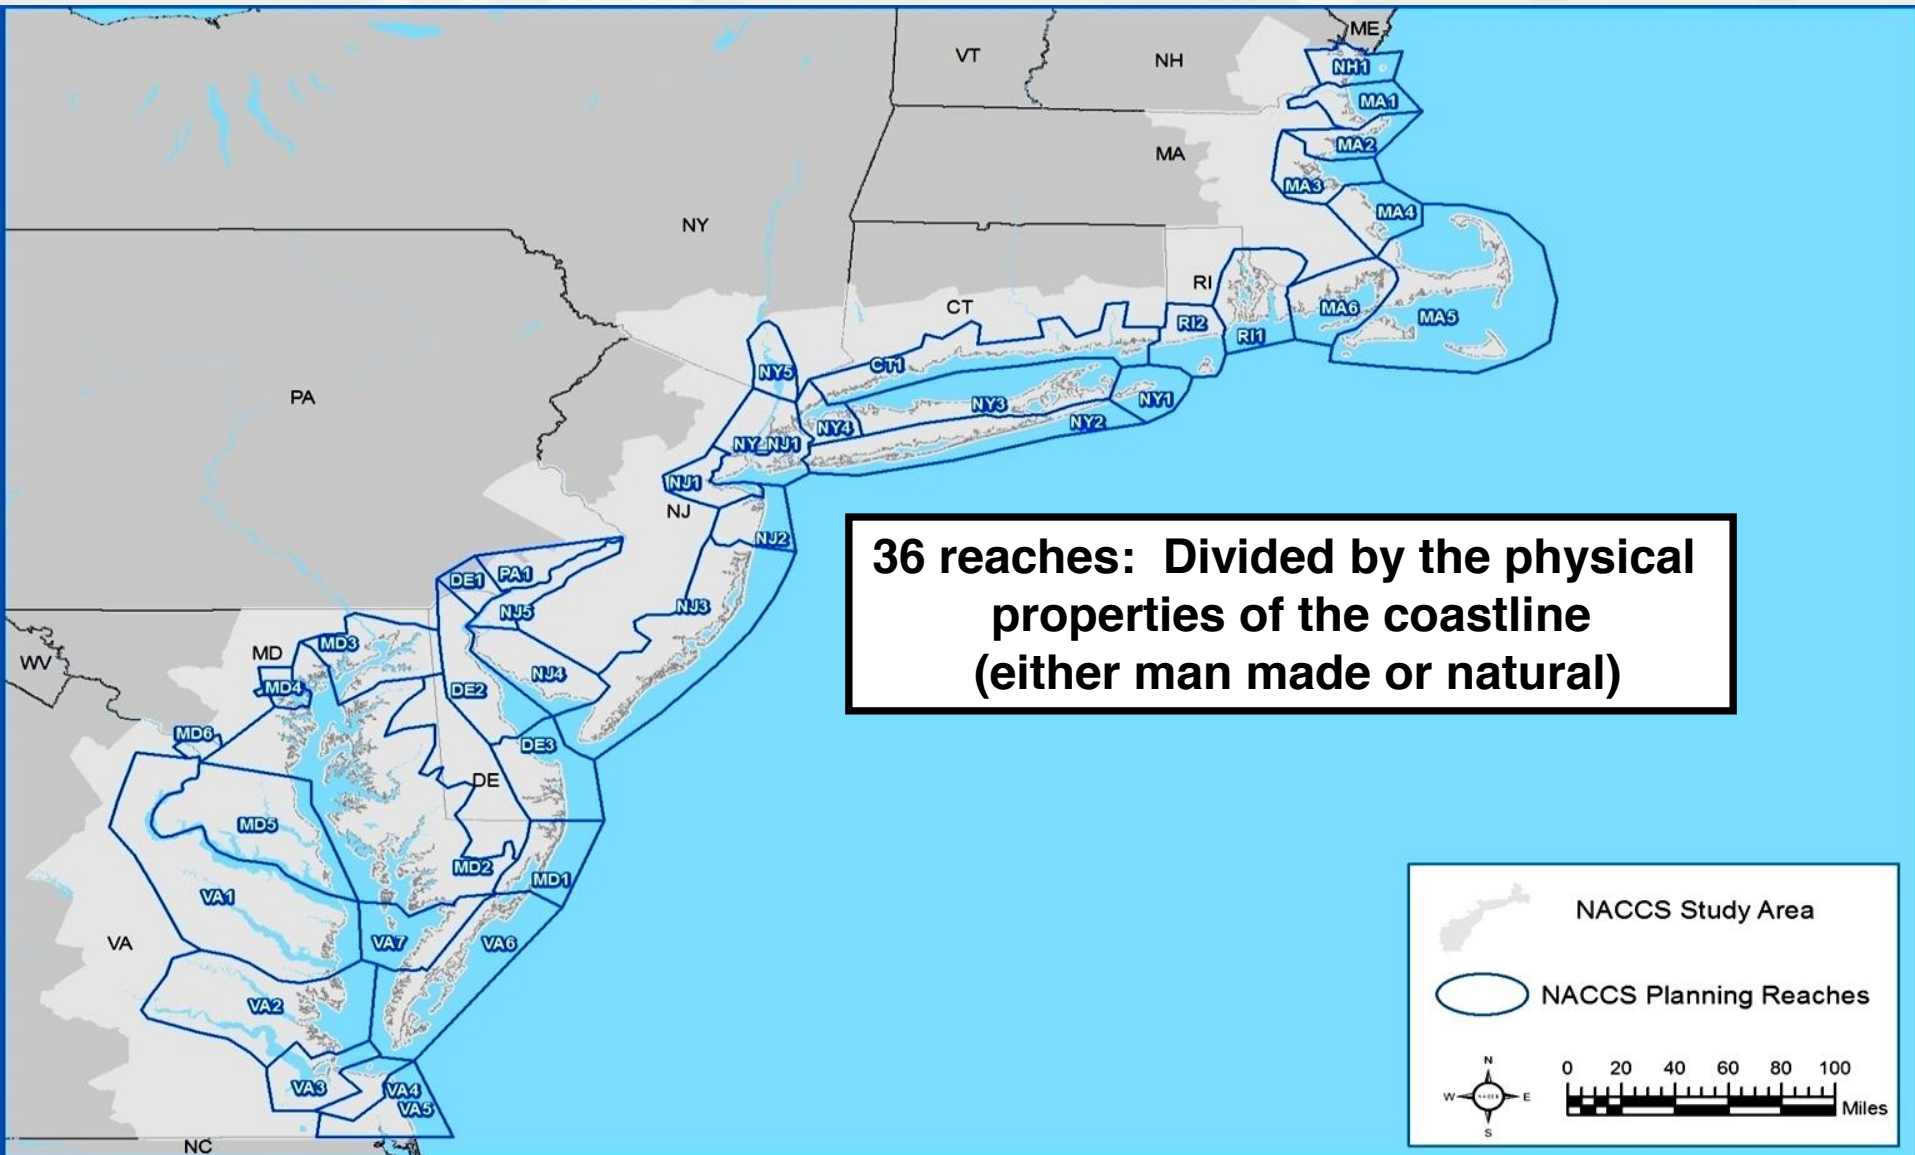 ME
VT
NH
NH1
MA1
MA2
MA
MA3
MA4
NY
RI
CT
MA6
MA5
RI2
RI1
CT1
NY5
PA
NY3
NY1
NY2
NY4
NY_NJ1
NJ1
NJ
NJ2
36 reaches: Divided by the physical
properties of the coastline
(either man made or natural)
DE1
PA1
NJ5
NJ3
MD3
MD
WV
NJ4
MD4
DE2
MD6
DE3
DE
MD5
MD2
MD1
VA1
VA
VA7
VA6
VA2
VA3
VA4
VA5
NC
NACCS Study Area
NACCS Planning Reaches
N
W
E
S
0 20 40 60 80 100
Miles